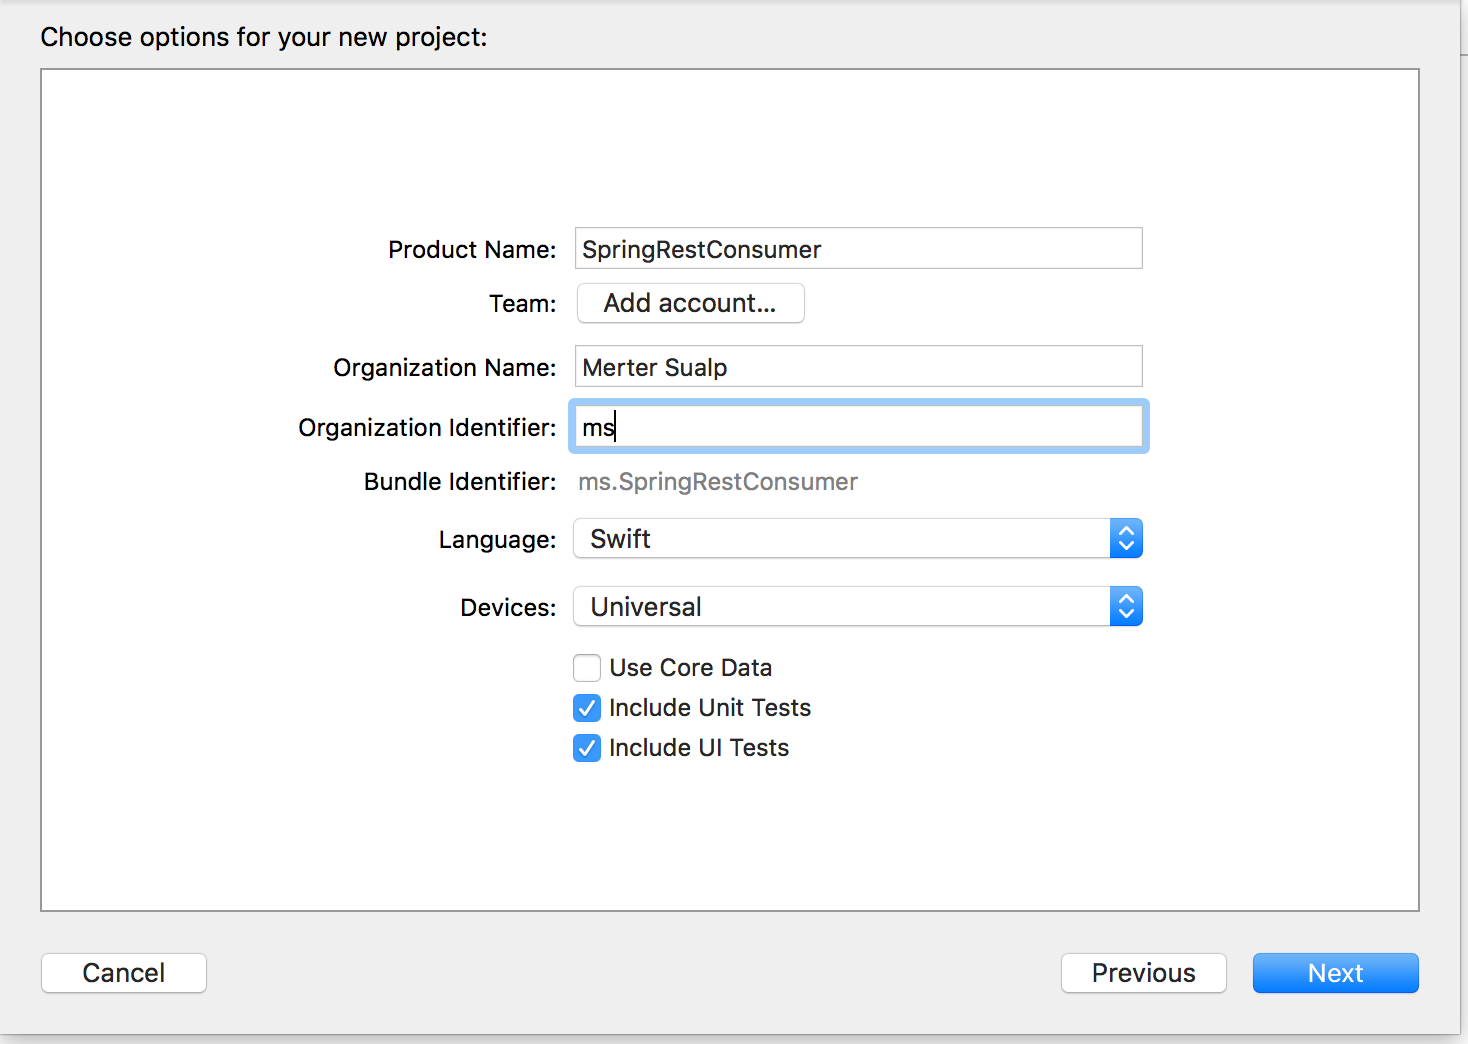 Choose options for your new project:
Product Name: SpringRestConsumer
Team: Add account...
Organization Name: Merter Sualp
Organization Identifier: ms
Bundle Identifier: ms.SpringRestConsumer
Language: Swift
Devices: Universal
Use Core Data
Include Unit Tests
Include UI Tests
Cancel Previous Next